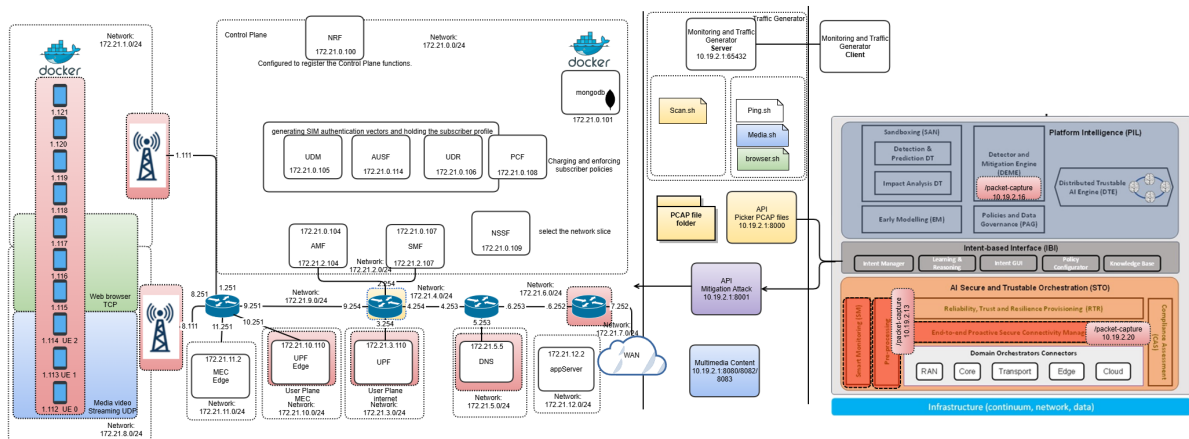 Network:
172.21.1.0/24
docker
1.121
1.120
1.119
1.118
1.117
1.116
1.115
1.114 UE 2
1.113 UE 1
1.112 UE 0
Web browser
TCP
Media video
Streaming UDP
Network:
172.21.8.0/24
1.111
8.111
Control Plane
Network:
172.21.0.0/24
NRF
172.21.0.100
Configured to register the Control Plane functions.
docker
mongodb
172.21.0.101
generating SIM authentication vectors and holding the subscriber profile
UDM
172.21.0.105
AUSF
172.21.0.114
UDR
172.21.0.106
PCF
172.21.0.108
Charging and enforcing
subscriber policies
172.21.0.104
AMF
172.21.2.104
172.21.0.107
SMF
172.21.2.107
NSSF
172.21.0.109
select the network slice
Network:
172.21.2.0/24
2.254
1.251
8.251
9.251
Network:
172.21.9.0/24
9.254
Network:
172.21.4.0/24
4.254
4.253
.6.253
Network:
172.21.6.0/24
.6.252
7.252
11.251
10.251
3.254
5.253
Network:
172.21.7.0/24
172.21.11.2
MEC
Edge
Network:
172.21.11.0/24
172.21.10.110
UPF
Edge
User Plane
MEC
Network:
172.21.10.0/24
172.21.3.110
UPF
User Plane
internet
Network:
172.21.3.0/24
172.21.5.5
DNS
Network:
172.21.5.0/24
172.21.12.2
appServer
Network:
172.21.12.0/24
WAN
Traffic Generator
Monitoring and Traffic
Generator
Server
10.19.2.1:65432
Monitoring and Traffic
Generator
Client
Scan.sh
Ping.sh
Media.sh
browser.sh
PCAP file
folder
API
Picker PCAP files
10.19.2.1:8000
API
Mitigation Attack
10.19.2.1:8001
Multimedia Content
10.19.2.1:8080/8082/
8083
Platform Intelligence (PIL)
Sandboxing (SAN)
Detection &
Prediction DT
Impact Analysis DT
Early Modelling (EM)
Detector and
Mitigation Engine
(DEME)
/packet-capture
10.19.2.16
Policies and Data
Governance (PAG)
Distributed Trustable
AI Engine (DTE)
Intent-based Interface (IBI)
Intent Manager
Learning &
Reasoning
Intent GUI
Policy
Configurator
Knowledge Base
AI Secure and Trustable Orchestration (STO)
Smart Monitoring (SM)
Pre-processing
/packet-capture
10.19.2.13
Reliability, Trust and Resilience Provisioning (RTR)
End-to-end Proactive Secure Connectivity Manage
/packet-capture
10.19.2.20
Domain Orchestrators Connectors
RAN
Core
Transport
Edge
Cloud
Compliance Assessment
(CAS)
Infrastructure (continuum, network, data)